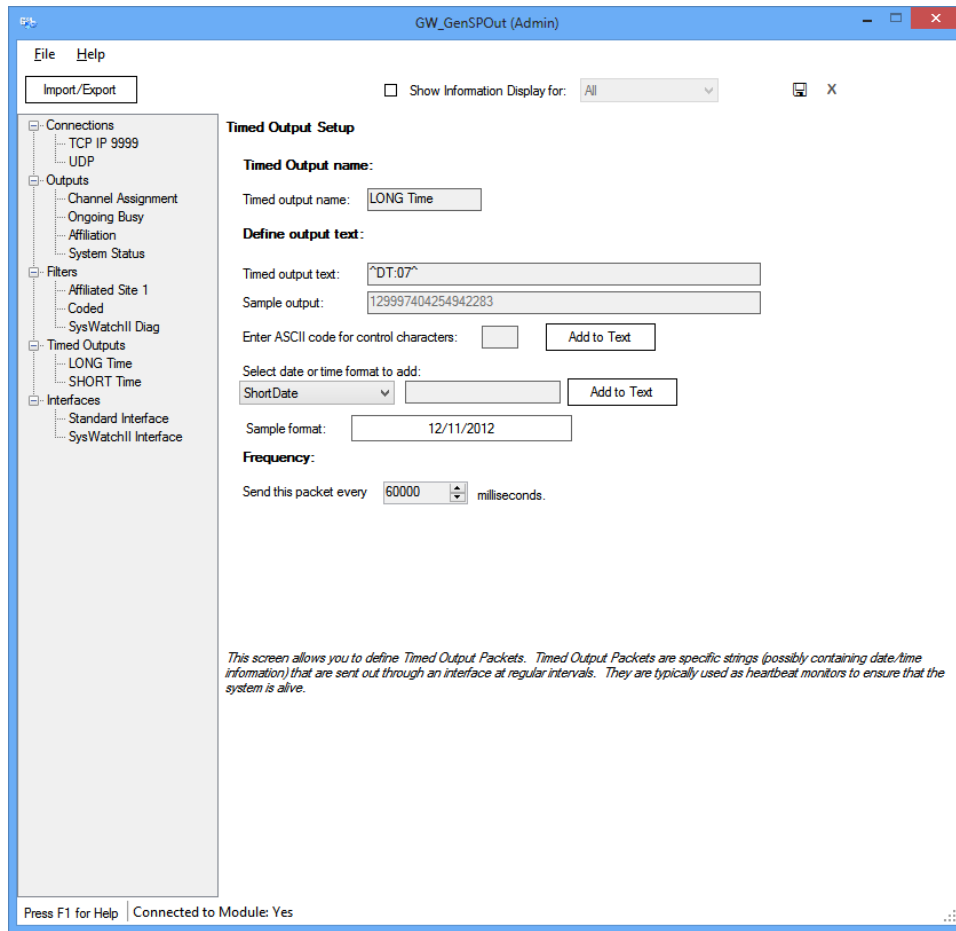 GW_GenSPOut (Admin)
File Help
Import/Export
Show Information Display for: All X
Connections
TCP IP 9999
UDP
Outputs
Channel Assignment
Ongoing Busy
Affiliation
System Status
Filters
Affiliated Site 1
Coded
SysWatchII Diag
Timed Outputs
LONG Time
SHORT Time
Interfaces
Standard Interface
SysWatchII Interface
Timed Output Setup
Timed Output name:
Timed output name: LONG Time
Define output text:
Timed output text: ^DT:07^
Sample output: 129997404254942283
Enter ASCII code for control characters: Add to Text
Select date or time format to add:
ShortDate Add to Text
Sample format: 12/11/2012
Frequency:
Send this packet every 60000 milliseconds.
This screen allows you to define Timed Output Packets. Timed Output Packets are specific strings (possibly containing date/time
information) that are sent out through an interface at regular intervals. They are typically used as heartbeat monitors to ensure that the
system is alive.
Press F1 for Help Connected to Module: Yes